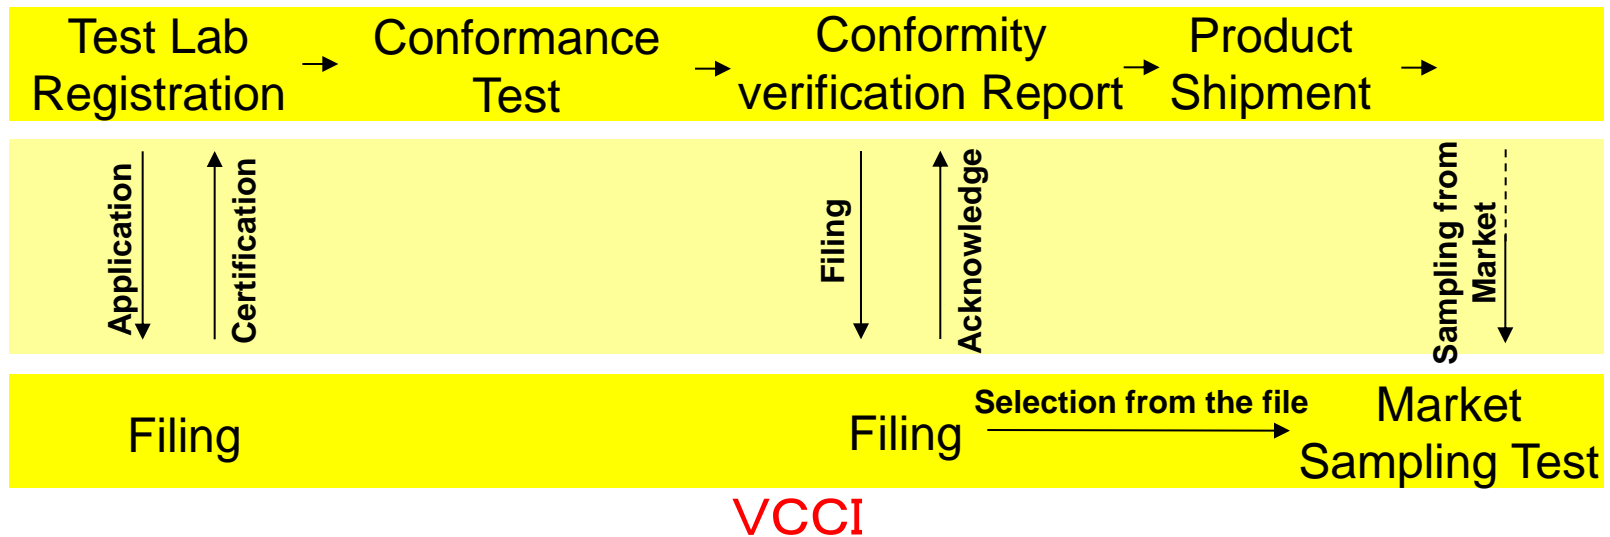 Test Lab
Registration
Conformance
Test
Conformity
verification Report
Product
Shipment
Application
Certification
Filing
Acknowledge
Sampling from
Market
Filing
Filing
Selection from the file
Market
Sampling Test
VCCI